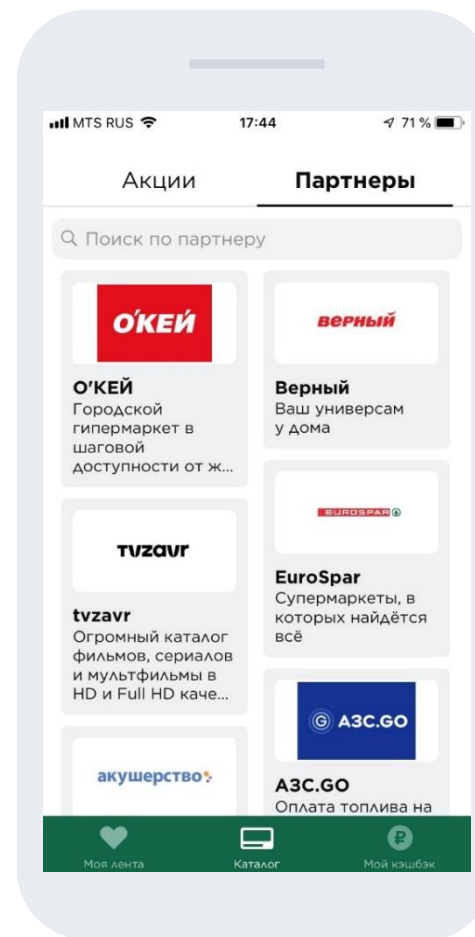 MTS RUS 17:44 71 %
Акции Партнеры
Поиск по партнеру
О'КЕЙ
О'КЕЙ
Городской
гипермаркет в
шаговой
доступности от ж...
верный
Верный
Ваш универсам
у дома
TVZavr
tvzavr
Огромный каталог
фильмов, сериалов
и мультфильмы в
HD и Full HD каче...
EUROSPAR
EuroSpar
Супермаркеты, в
которых найдётся
всё
акушерство
G АЗС.GO
АЗС.GO
Оплата топлива на
Моя лента Каталог Мой кэшбэк